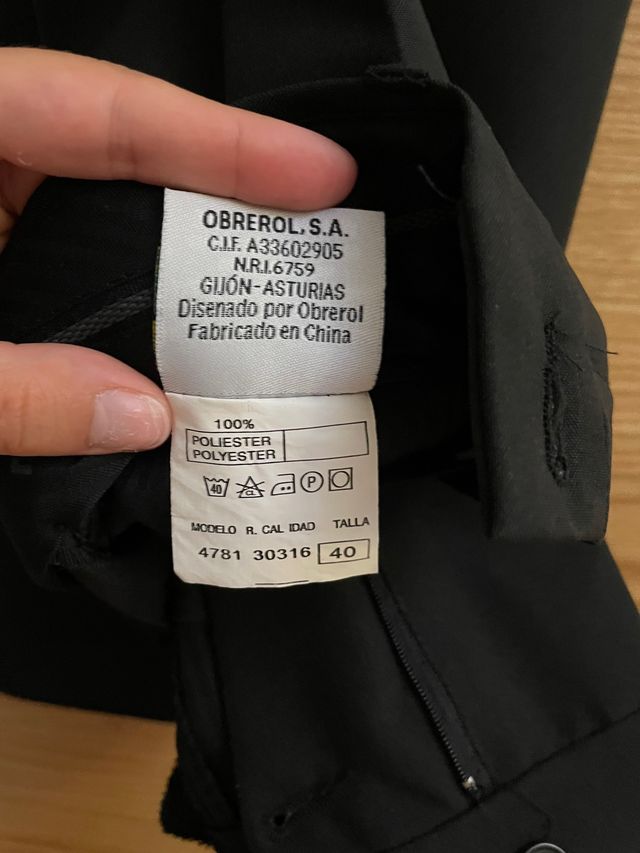 OBREROL, S.A.
C.I.F. A33602905
N.R.I.6759
GIJÓN-ASTURIAS
Disenado por Obrerol
Fabricado en China
100%
POLIESTER
POLYESTER
40 CL P
MODELO R. CAL IDAD TALLA
4781 30316 40